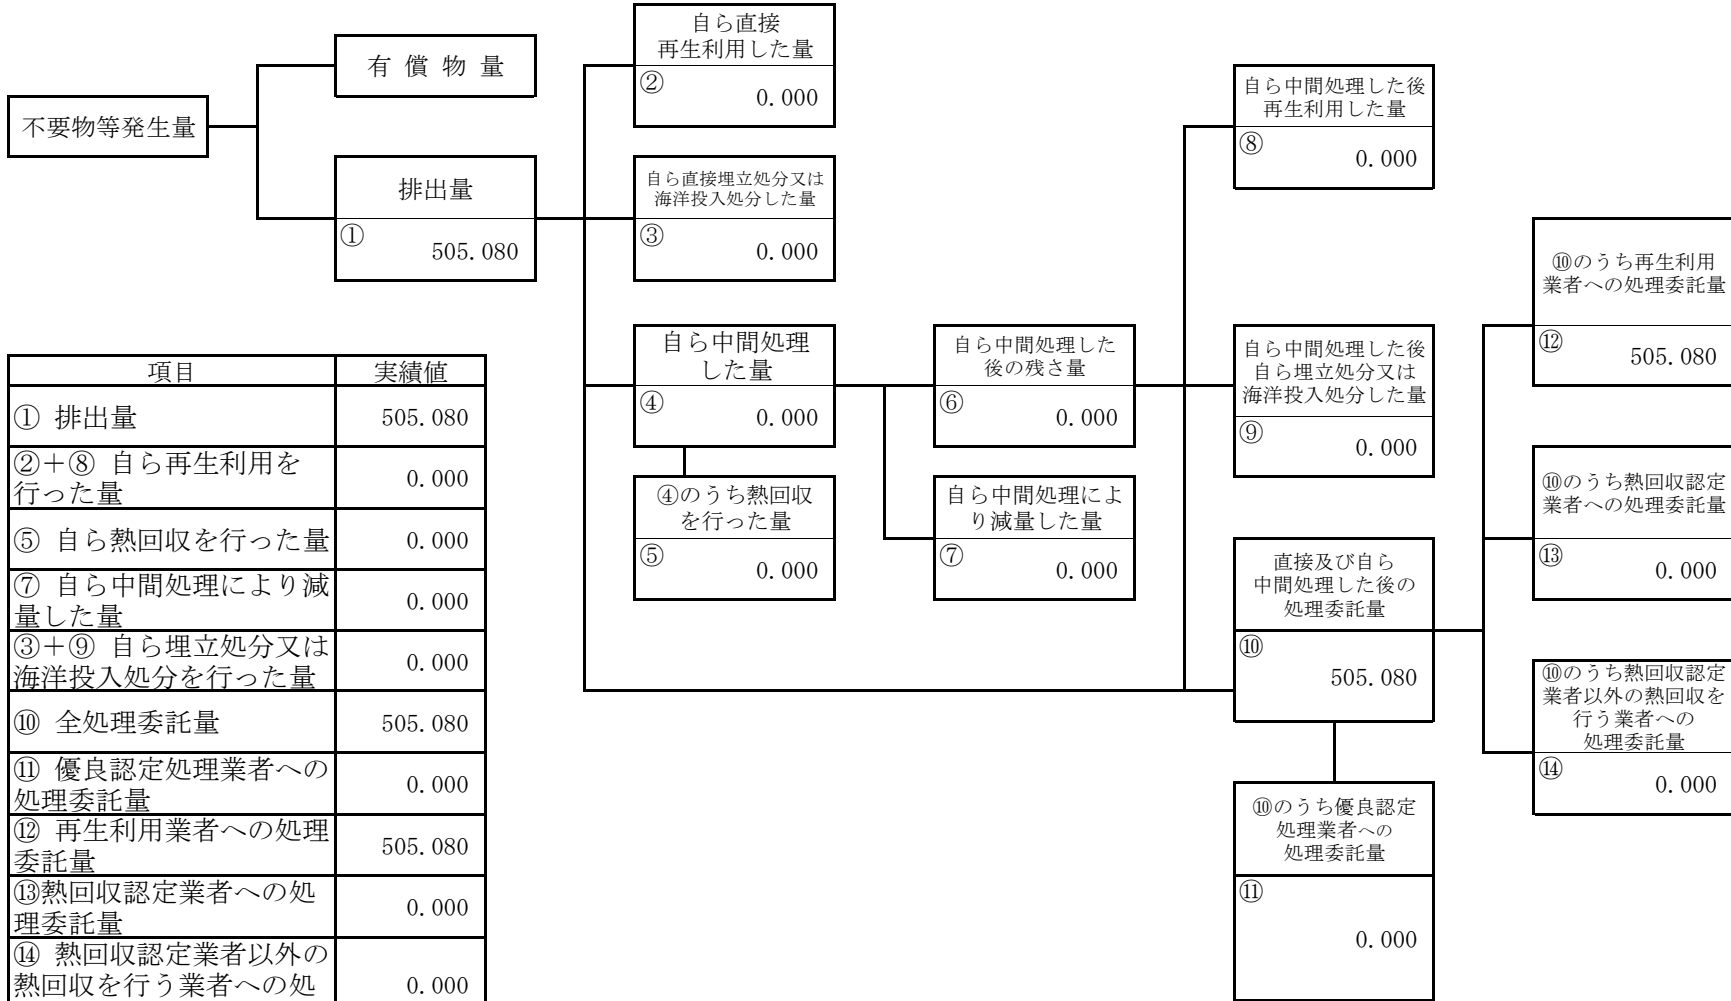 不要物等発生量
有 償 物 量
排出量
①
505.080
自ら直接
再生利用した量
②
0.000
自ら直接埋立処分又は
海洋投入処分した量
③
0.000
自ら中間処理
した量
④
0.000
④のうち熱回収
を行った量
⑤
0.000
自ら中間処理した
後の残さ量
⑥
0.000
自ら中間処理によ
り減量した量
⑦
0.000
自ら中間処理した後
再生利用した量
⑧
0.000
自ら中間処理した後
自ら埋立処分又は
海洋投入処分した量
⑨
0.000
直接及び自ら
中間処理した後の
処理委託量
⑩
505.080
⑩のうち優良認定
処理業者への
処理委託量
⑪
0.000
⑩のうち再生利用
業者への処理委託量
⑫
505.080
⑩のうち熱回収認定
業者への処理委託量
⑬
0.000
⑩のうち熱回収認定
業者以外の熱回収を
行う業者への
処理委託量
⑭
0.000
項目 実績値
① 排出量 505.080
②+⑧ 自ら再生利用を
行った量 0.000
⑤ 自ら熱回収を行った量 0.000
⑦ 自ら中間処理により減
量した量 0.000
③+⑨ 自ら埋立処分又は
海洋投入処分を行った量 0.000
⑩ 全処理委託量 505.080
⑪ 優良認定処理業者への
処理委託量 0.000
⑫ 再生利用業者への処理
委託量 505.080
⑬熱回収認定業者への処
理委託量 0.000
⑭ 熱回収認定業者以外の
熱回収を行う業者への処 0.000